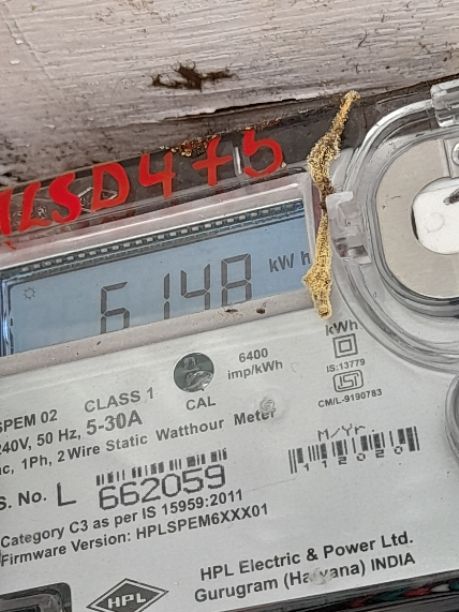 LSD475
6148 kWh
6400
imp/kWh
CAL
kWh
IS:13779
CM/L-9190783
SPEM 02 CLASS 1
240V, 50 Hz, 5-30A
ac, 1Ph, 2 Wire Static Watthour Meter
M/Yr.
112020
S. No. L 662059
Category C3 as per IS 15959:2011
Firmware Version: HPLSPEM6XXX01
HPL Electric & Power Ltd.
Gurugram (Haryana) INDIA
HPL